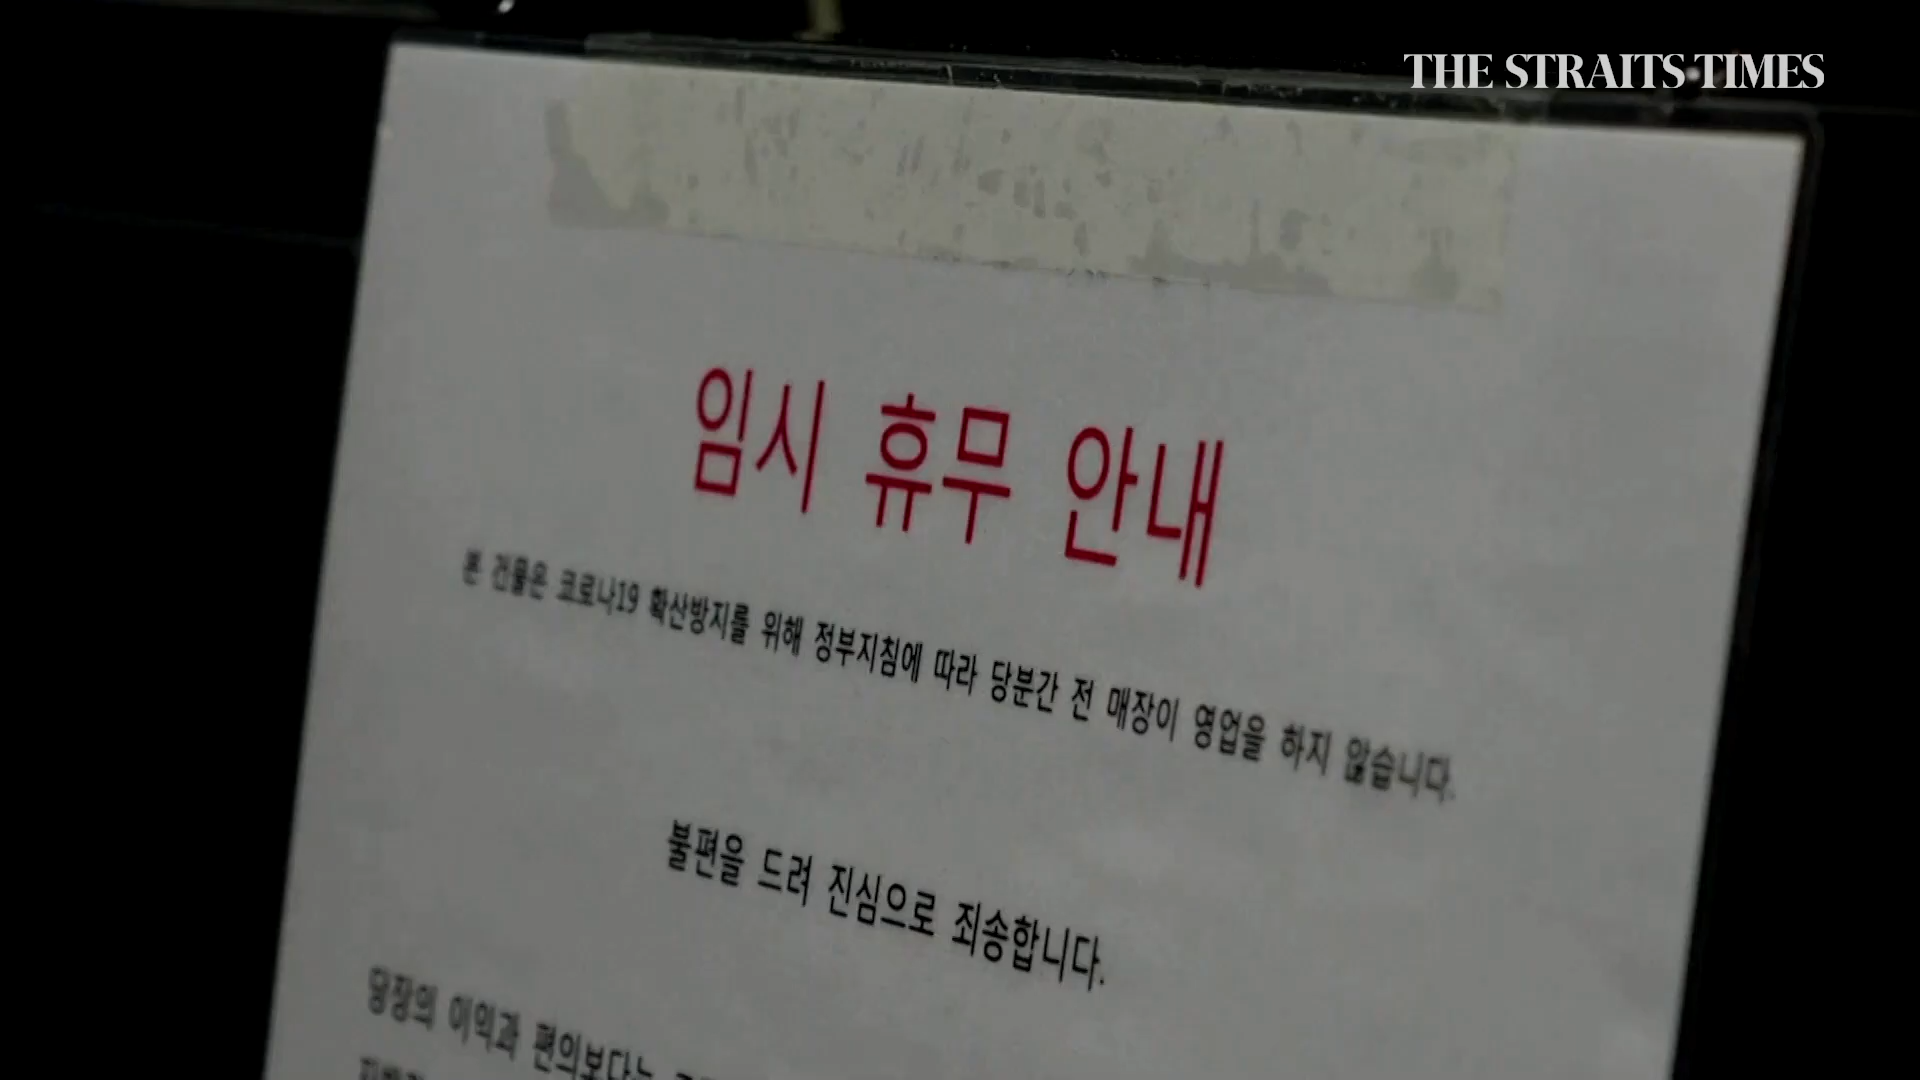 THE STRAITS TIMES
임시 휴무 안내
본 건물은 코로나19 확산방지를 위해 정부지침에 따라 당분간 전 매장이 영업을 하지 않습니다.
불편을 드려 진심으로 죄송합니다.
당장의 이익과 편의보다는